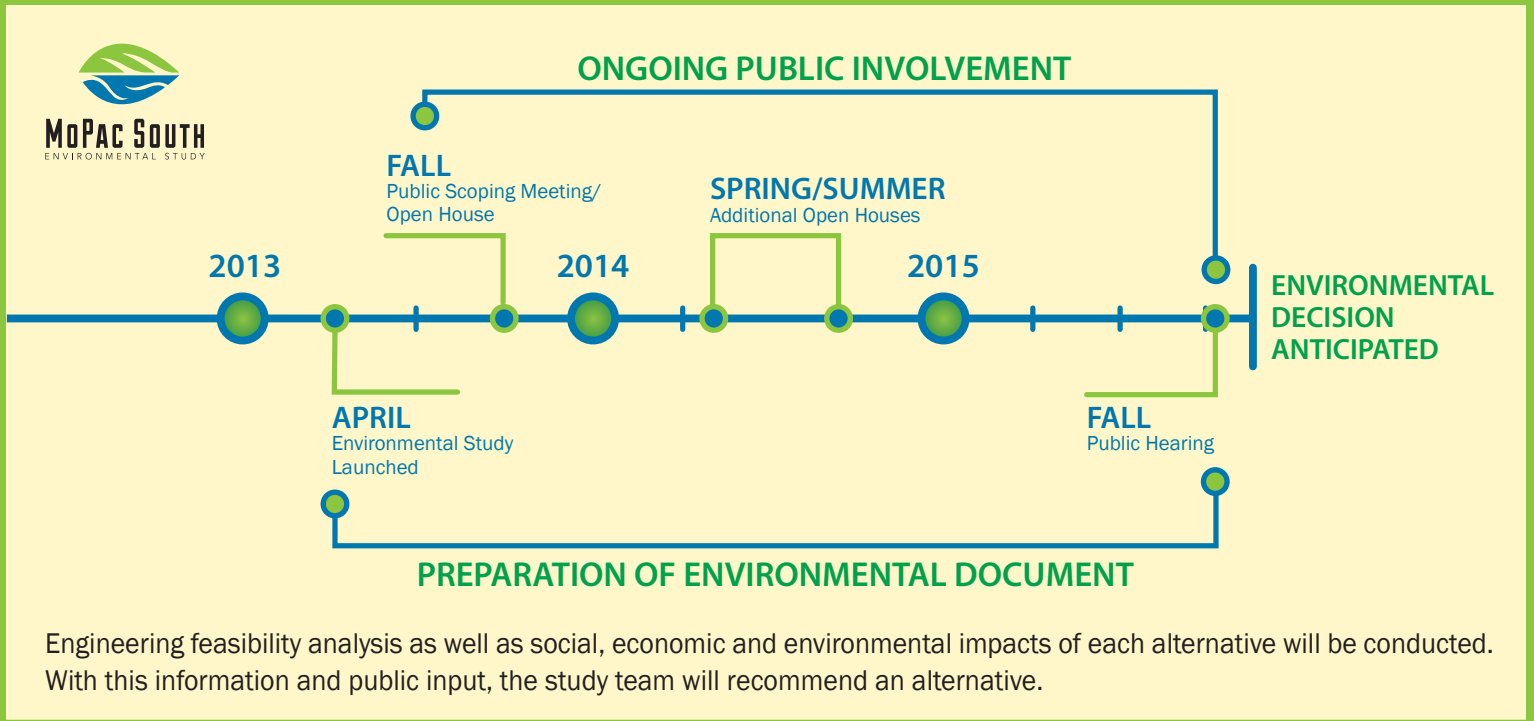 MOPAC SOUTH
ENVIRONMENTAL STUDY
ONGOING PUBLIC INVOLVEMENT
FALL
Public Scoping Meeting/
Open House
SPRING/SUMMER
Additional Open Houses
2013
2014
2015
ENVIRONMENTAL
DECISION
ANTICIPATED
APRIL
Environmental Study
Launched
FALL
Public Hearing
PREPARATION OF ENVIRONMENTAL DOCUMENT
Engineering feasibility analysis as well as social, economic and environmental impacts of each alternative will be conducted.
With this information and public input, the study team will recommend an alternative.